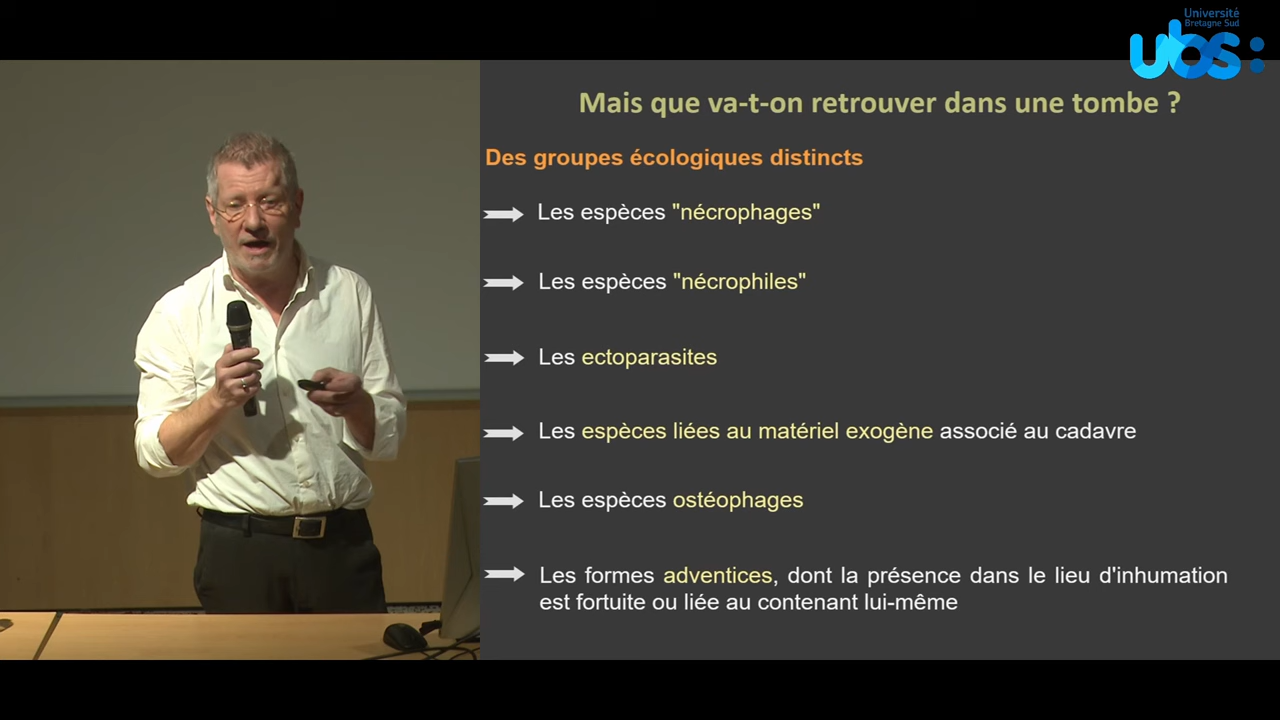 Université
Bretagne Sud
ubs:
Mais que va-t-on retrouver dans une tombe ?
Des groupes écologiques distincts
Les espèces "nécrophages"
Les espèces "nécrophiles"
Les ectoparasites
Les espèces liées au matériel exogène associé au cadavre
Les espèces ostéophages
Les formes adventices, dont la présence dans le lieu d'inhumation
est fortuite ou liée au contenant lui-même